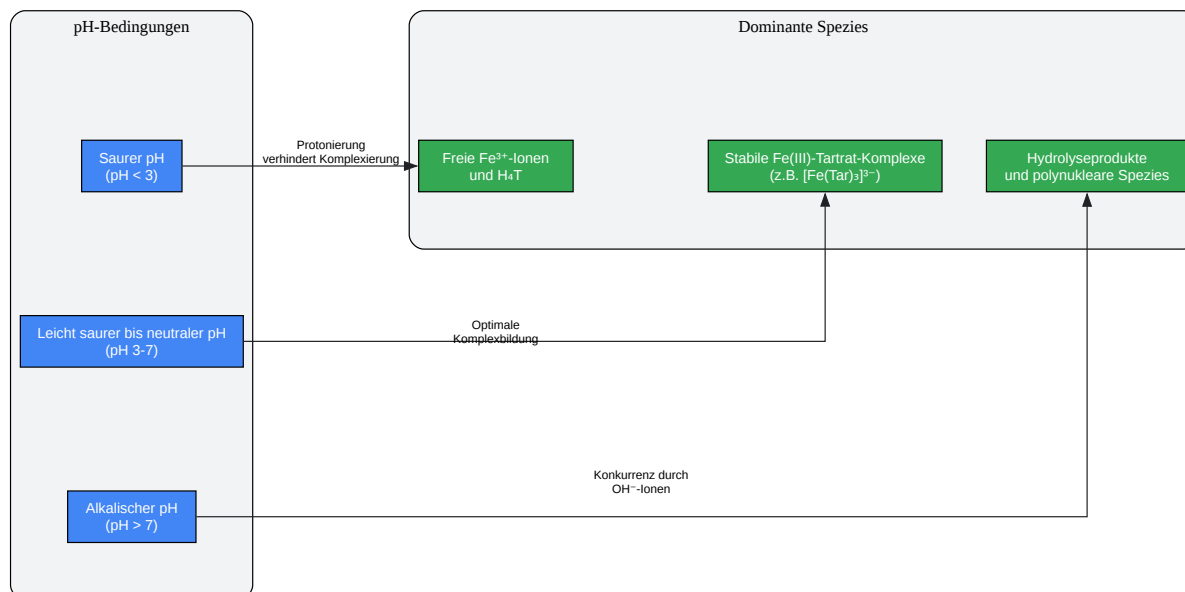 pH-Bedingungen
Dominante Spezies
Saurer pH
(pH < 3)
Protonierung
verhindert Komplexierung
Freie Fe³⁺-Ionen
und H₄T
Stabile Fe(III)-Tartrat-Komplexe
(z.B. [Fe(Tar)₃]³⁻)
Hydrolyseprodukte
und polynukleare Spezies
Leicht saurer bis neutraler pH
(pH 3-7)
Optimale
Komplexbildung
Alkalischer pH
(pH > 7)
Konkurrenz durch
OH⁻-Ionen